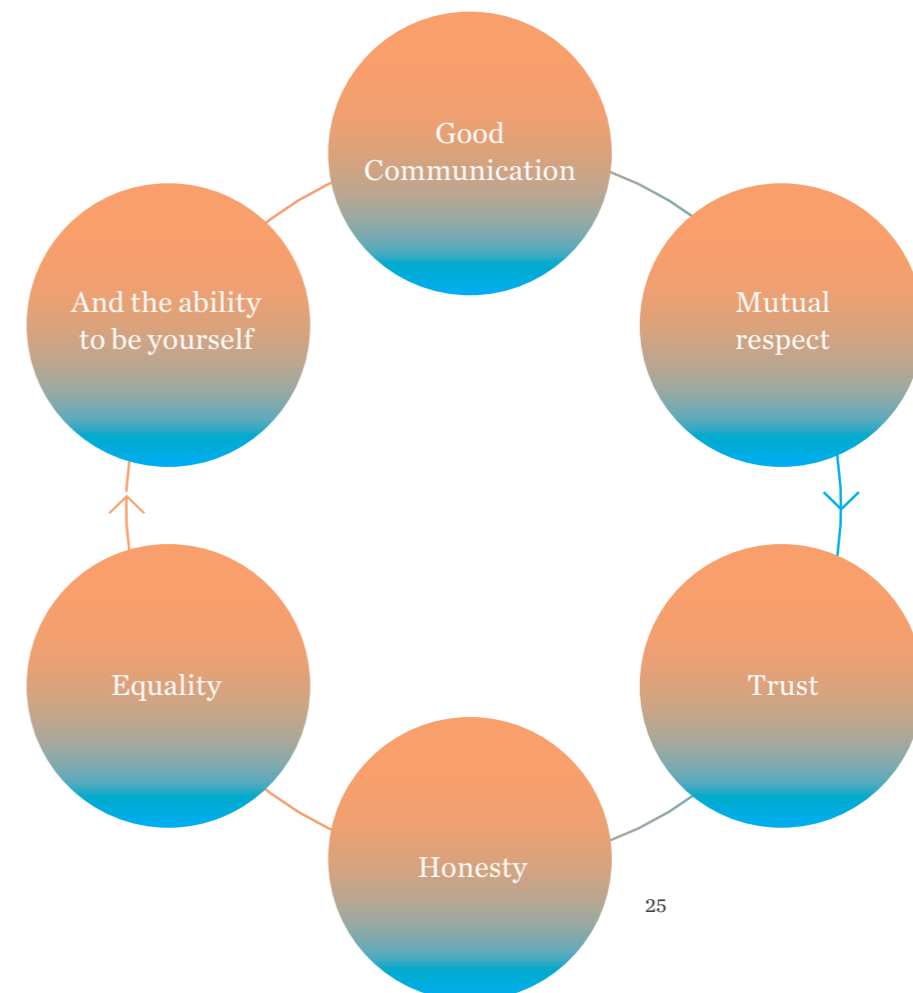 Good
Communication
Mutual
respect
Trust
Honesty
Equality
And the ability
to be yourself
25